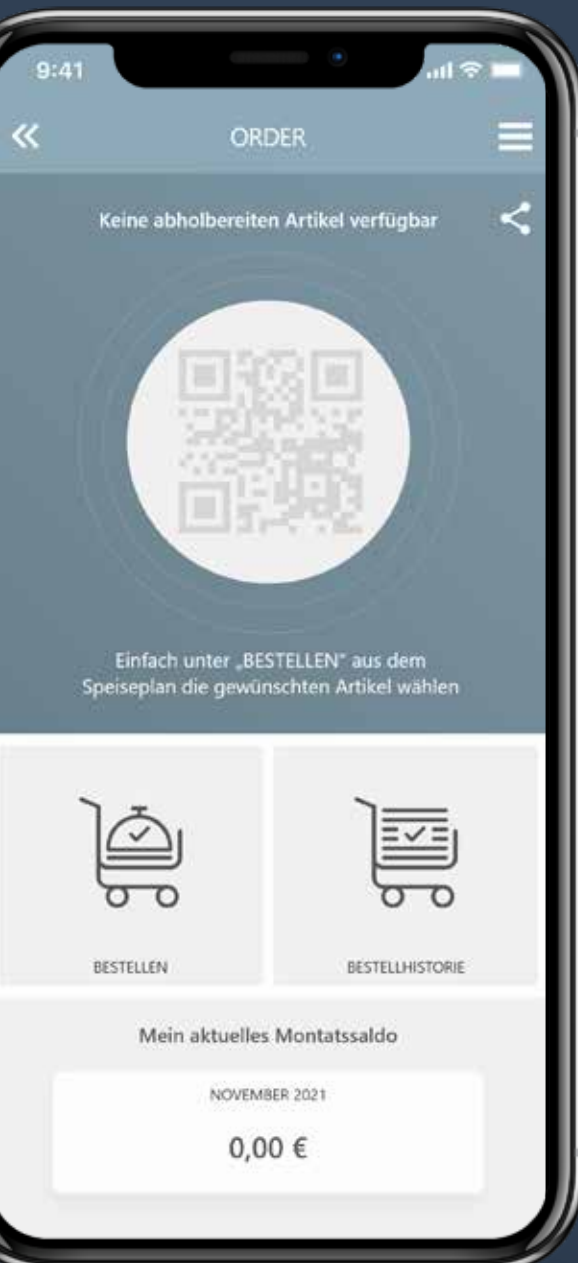 9:41
ORDER
Keine abholbereiten Artikel verfügbar
Einfach unter „BESTELLEN“ aus dem
Speiseplan die gewünschten Artikel wählen
BESTELLEN
BESTELLHISTORIE
Mein aktuelles Montatssaldo
NOVEMBER 2021
0,00 €